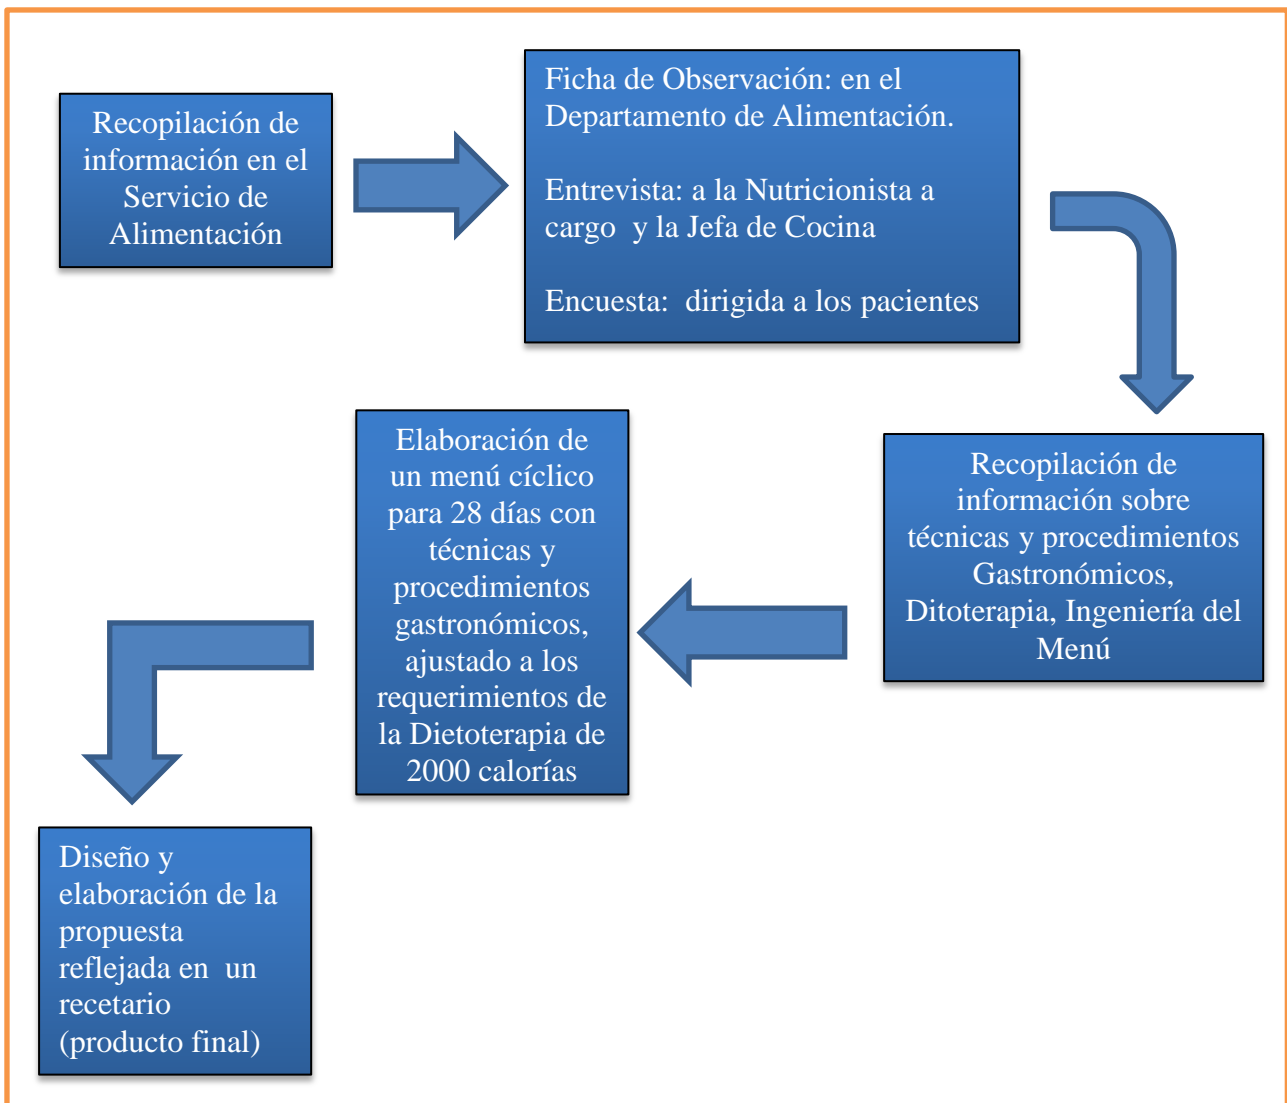 Recopilación de
información en el
Servicio de
Alimentación
Ficha de Observación: en el
Departamento de Alimentación.
Entrevista: a la Nutricionista a
cargo  y la Jefa de Cocina
Encuesta:  dirigida a los pacientes
Recopilación de
información sobre
técnicas y procedimientos
Gastronómicos,
Ditoterapia, Ingeniería del
Menú
Elaboración de
un menú cíclico
para 28 días con
técnicas y
procedimientos
gastronómicos,
ajustado a los
requerimientos de
la Dietoterapia de
2000 calorías
Diseño y
elaboración de la
propuesta
reflejada en  un
recetario
(producto final)